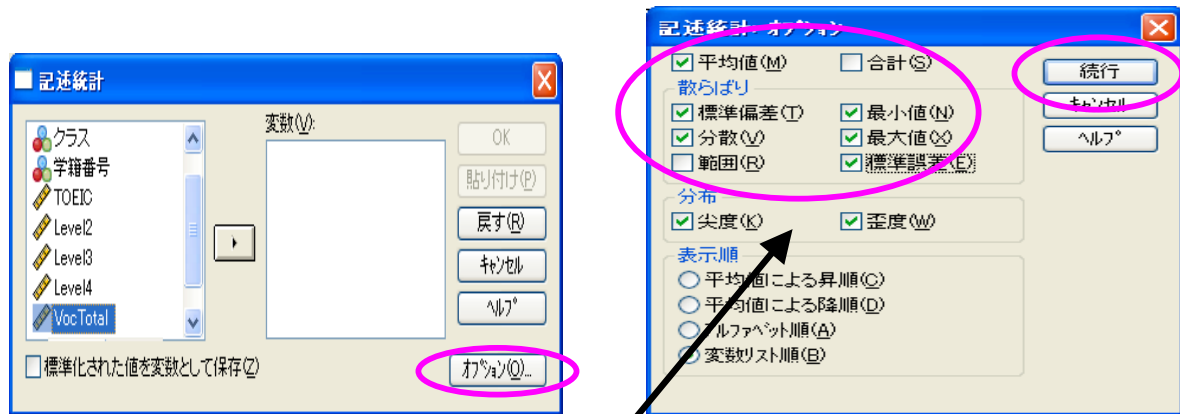 記述統計
クラス
学籍番号
TOEIC
Level2
Level3
Level4
VocTotal
変数(V):
OK
貼り付け(P)
戻す(R)
キャンセル
ヘルプ
標準化された値を変数として保存(Z)
オプション(O)...
記述統計: オプション
平均値(M) 合計(S)
散らばり
標準偏差(T) 最小値(N)
分散(V) 最大値(X)
範囲(R) 標準誤差(E)
分布
尖度(K) 歪度(W)
表示順
平均値による昇順(C)
平均値による降順(D)
アルファベット順(A)
変数リスト順(B)
続行
キャンセル
ヘルプ